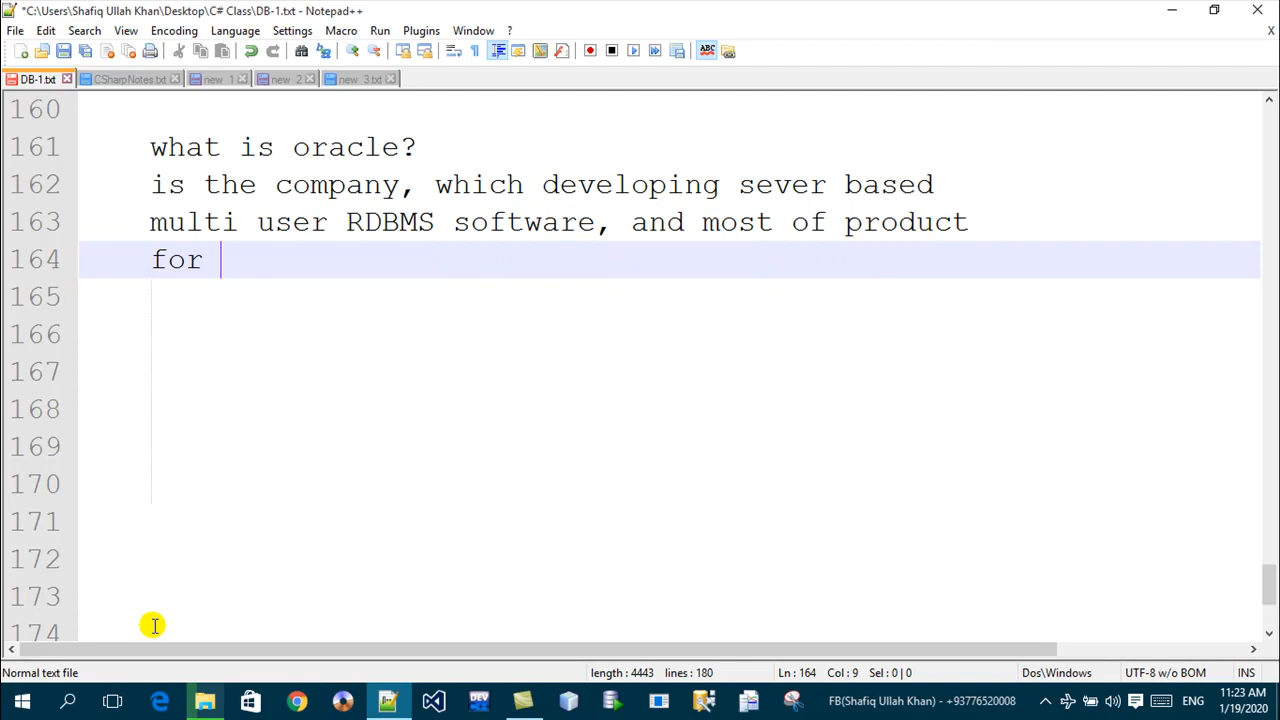 *C:\Users\Shafiq Ullah Khan\Desktop\C# Class\DB-1.txt - Notepad++
File Edit Search View Encoding Language Settings Macro Run Plugins Window ? X
ABC
DB-1.txt CSharpNotes.txt new 1 new 2 new 3.txt
160
161 what is oracle?
162 is the company, which developing sever based
163 multi user RDBMS software, and most of product
164 for
165
166
167
168
169
170
171
172
173
174
Normal text file length : 4443 lines : 180 Ln : 164 Col : 9 Sel : 0 | 0 Dos\Windows UTF-8 w/o BOM INS
DEV FB(Shafiq Ullah Khan) - +93776520008 ENG 11:23 AM
1/19/2020